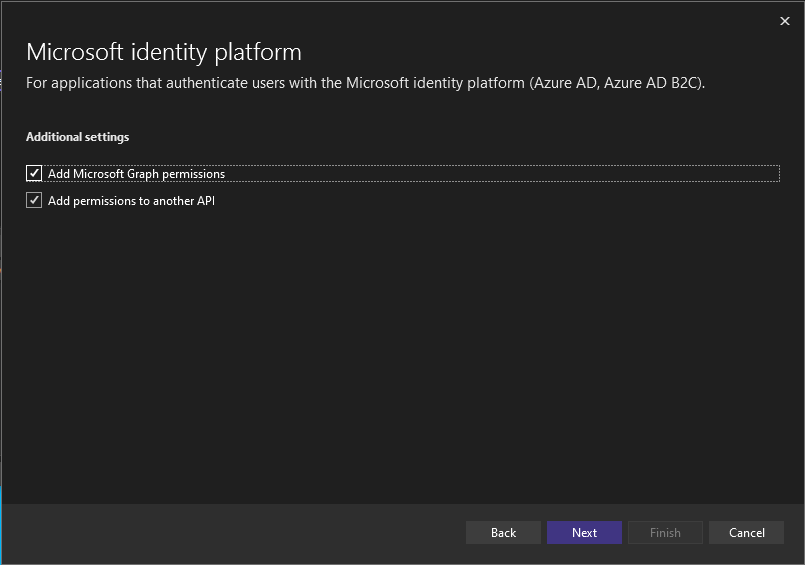 Microsoft identity platform
For applications that authenticate users with the Microsoft identity platform (Azure AD, Azure AD B2C).
Additional settings
Add Microsoft Graph permissions
Add permissions to another API
Back Next Finish Cancel